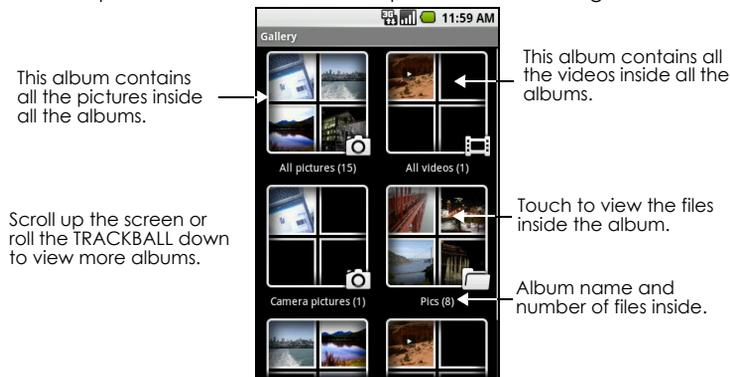 3G 11:59 AM
Gallery
This album contains
all the pictures inside
all the albums.
This album contains all
the videos inside all the
albums.
All pictures (15)
All videos (1)
Scroll up the screen or
roll the TRACKBALL down
to view more albums.
Touch to view the files
inside the album.
Camera pictures (1)
Pics (8)
Album name and
number of files inside.